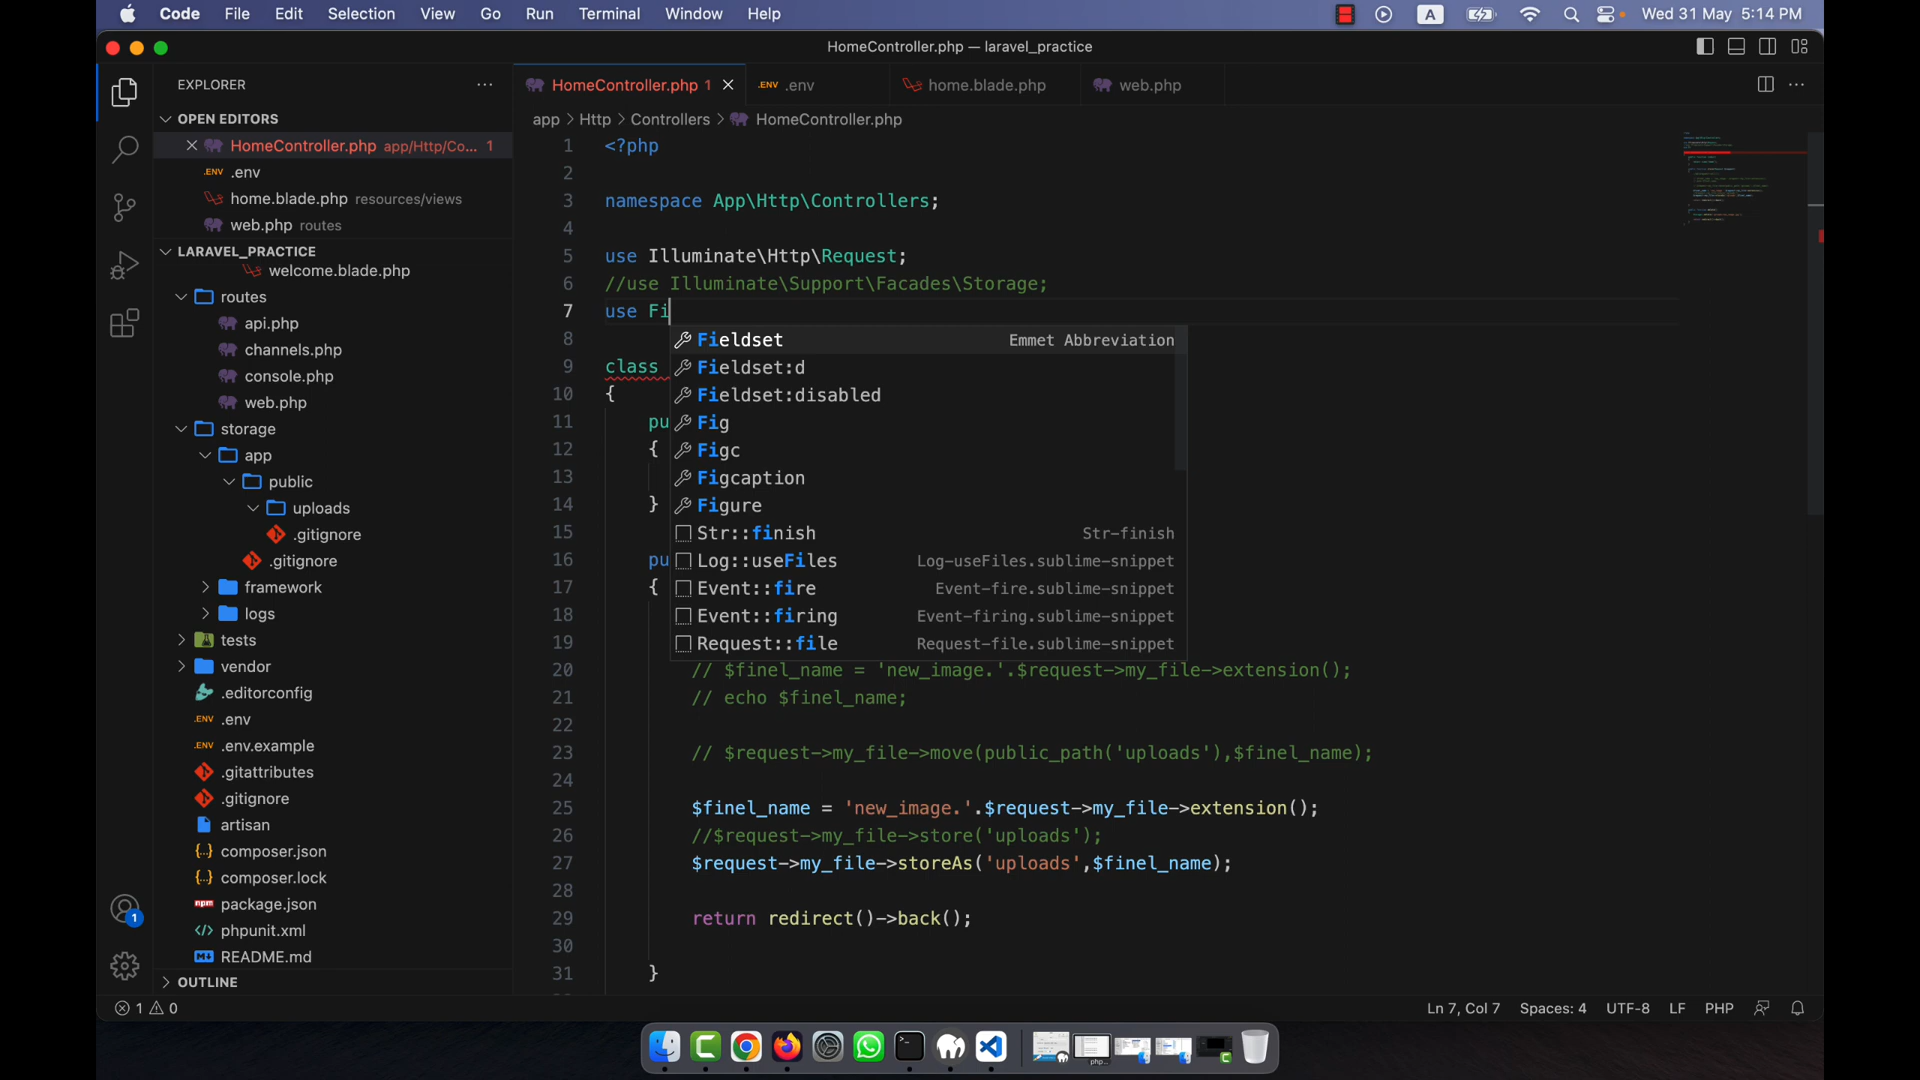 Code File Edit Selection View Go Run Terminal Window Help A Wed 31 May 5:14 PM
HomeController.php — laravel_practice
EXPLORER
OPEN EDITORS
HomeController.php app/Http/Co... 1
.ENV .env
home.blade.php resources/views
web.php routes
LARAVEL_PRACTICE
welcome.blade.php
routes
api.php
channels.php
console.php
web.php
storage
app
public
uploads
.gitignore
.gitignore
framework
logs
tests
vendor
.editorconfig
.ENV .env
.ENV .env.example
.gitattributes
.gitignore
artisan
{..} composer.json
{..} composer.lock
npm package.json
phpunit.xml
README.md
OUTLINE
HomeController.php 1
.ENV .env
home.blade.php
web.php
app > Http > Controllers > HomeController.php
1 <?php
2
3 namespace App\Http\Controllers;
4
5 use Illuminate\Http\Request;
6 //use Illuminate\Support\Facades\Storage;
7 use Fi
8 Fieldset Emmet Abbreviation
9 class Fieldset:d
10 { Fieldset:disabled
11 pu Fig
12 { Figc
13 Figcaption
14 } Figure
15 Str::finish Str-finish
16 pu Log::useFiles Log-useFiles.sublime-snippet
17 { Event::fire Event-fire.sublime-snippet
18 Event::firing Event-firing.sublime-snippet
19 Request::file Request-file.sublime-snippet
20 // $finel_name = 'new_image.'.$request->my_file->extension();
21 // echo $finel_name;
22
23 // $request->my_file->move(public_path('uploads'),$finel_name);
24
25 $finel_name = 'new_image.'.$request->my_file->extension();
26 //$request->my_file->store('uploads');
27 $request->my_file->storeAs('uploads',$finel_name);
28
29 return redirect()->back();
30
31 }
1 0
Ln 7, Col 7 Spaces: 4 UTF-8 LF PHP
1